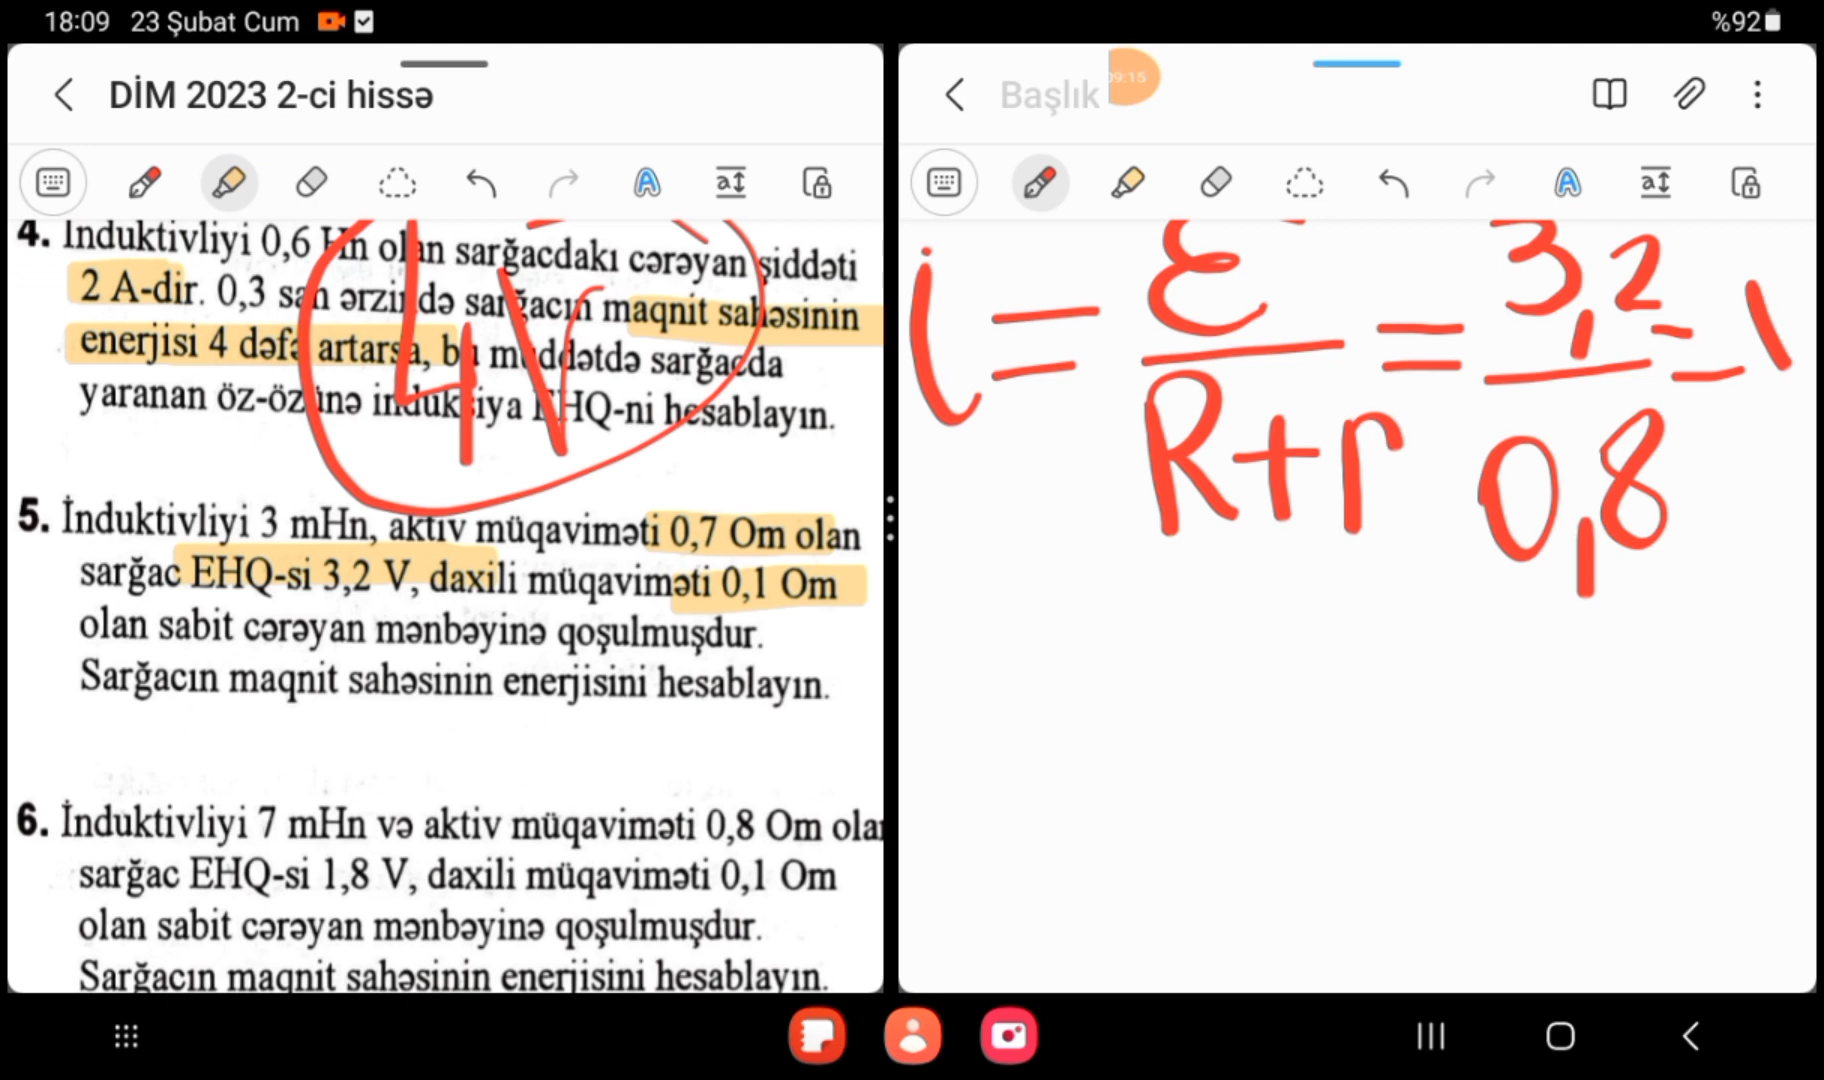 18:09 23 Şubat Cum
%92
DİM 2023 2-ci hissə
Başlık
09:15
4. İnduktivliyi 0,6 Hn olan sarğacdakı cərəyan şiddəti
2 A-dir. 0,3 san ərzində sarğacın maqnit sahəsinin
enerjisi 4 dəfə artarsa, bu müddətdə sarğacda
yaranan öz-özünə induksiya EHQ-ni hesablayın.
4V
5. İnduktivliyi 3 mHn, aktiv müqaviməti 0,7 Om olan
sarğac EHQ-si 3,2 V, daxili müqaviməti 0,1 Om
olan sabit cərəyan mənbəyinə qoşulmuşdur.
Sarğacın maqnit sahəsinin enerjisini hesablayın.
6. İnduktivliyi 7 mHn və aktiv müqaviməti 0,8 Om olan
sarğac EHQ-si 1,8 V, daxili müqaviməti 0,1 Om
olan sabit cərəyan mənbəyinə qoşulmuşdur.
Sarğacın maqnit sahəsinin enerjisini hesablayın.
i = ε / R+r = 3,2 / 0,8 =